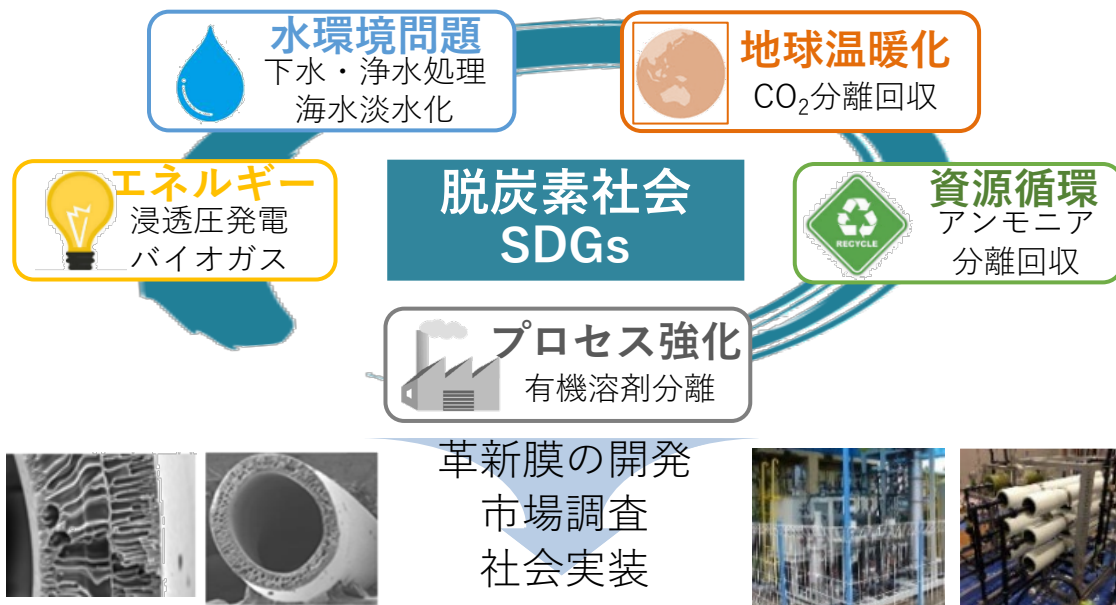 水環境問題
下水・浄水処理
海水淡水化
地球温暖化
CO₂分離回収
エネルギー
浸透圧発電
バイオガス
脱炭素社会
SDGs
資源循環
アンモニア
分離回収
RECYCLE
プロセス強化
有機溶剤分離
革新膜の開発
市場調査
社会実装